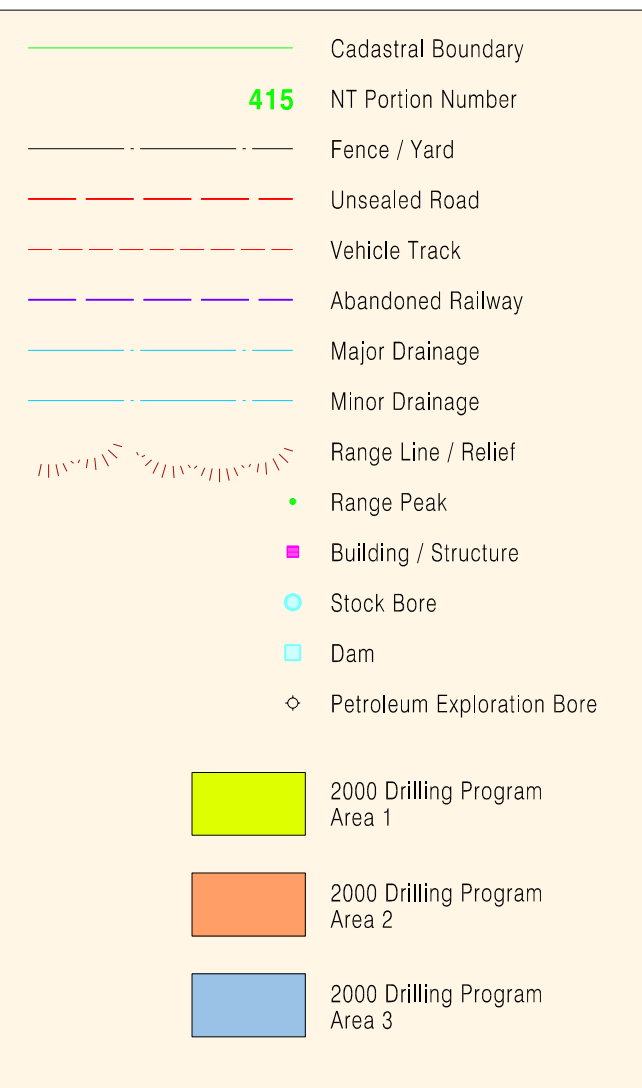 Cadastral Boundary
415 NT Portion Number
Fence / Yard
Unsealed Road
Vehicle Track
Abandoned Railway
Major Drainage
Minor Drainage
Range Line / Relief
Range Peak
Building / Structure
Stock Bore
Dam
Petroleum Exploration Bore
2000 Drilling Program
Area 1
2000 Drilling Program
Area 2
2000 Drilling Program
Area 3